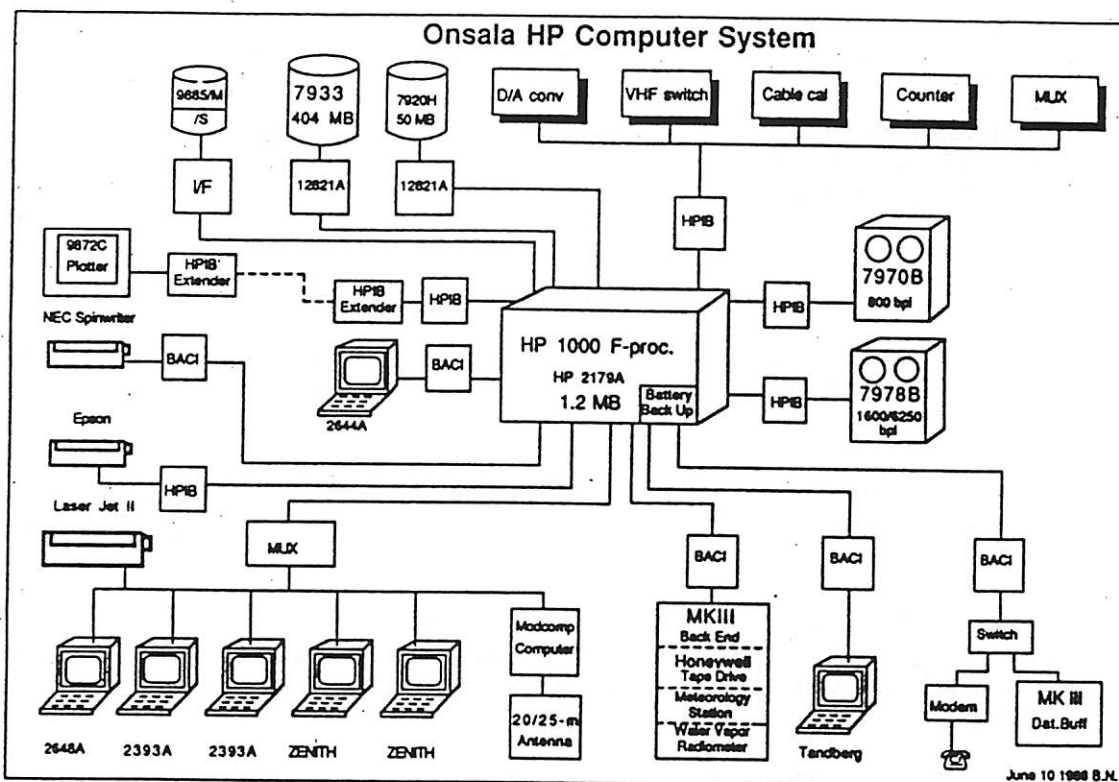 Onsala HP Computer System
9885/M
/S
7933
404 MB
7920H
50 MB
D/A conv
VHF switch
Cable cal
Counter
MUX
I/F
12821A
12821A
HPIB
9872C
Plotter
HPIB
Extender
HPIB
Extender
HPIB
7970B
800 bpi
HPIB
NEC Spinwriter
BACI
2644A
BACI
HP 1000 F-proc.
HP 2179A
1.2 MB
Battery
Back Up
HPIB
7978B
1600/6250
bpi
Epson
HPIB
Laser Jet II
MUX
BACI
BACI
BACI
2648A
2393A
2393A
ZENITH
ZENITH
Modcomp
Computer
20/25-m
Antenna
MKIII
Back End
Honeywell
Tape Drive
Meteorology
Station
Water Vapor
Radiometer
Tandberg
Switch
Modem
MK III
Dat.Buff
June 10 1988 B.N.